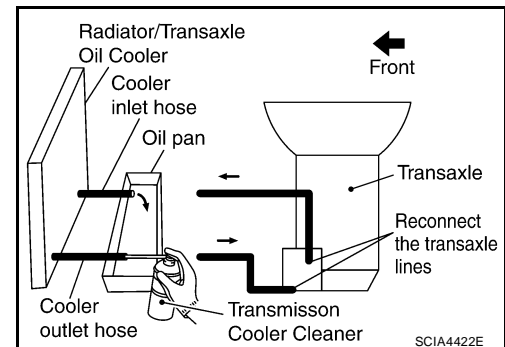 Radiator/Transaxle
Oil Cooler
Cooler
inlet hose
Oil pan
Front
Transaxle
Reconnect
the transaxle
lines
Cooler
outlet hose
Transmisson
Cooler Cleaner
SCIA4422E